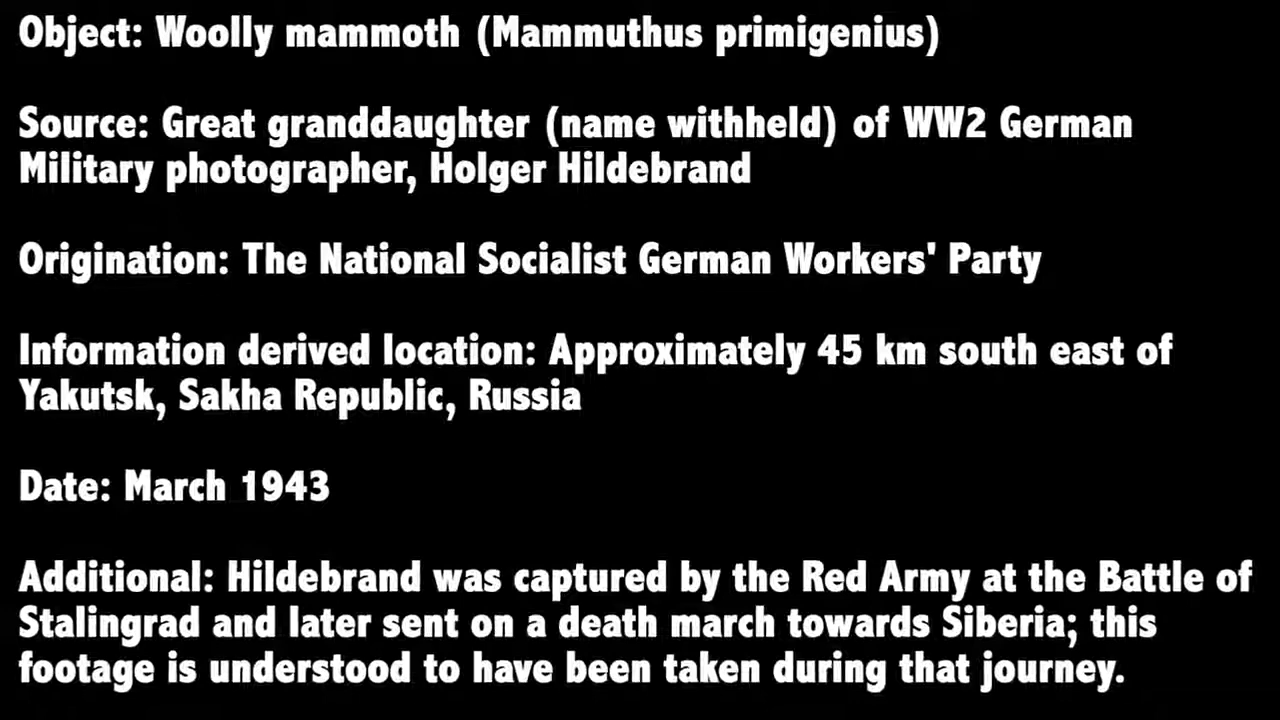 Object: Woolly mammoth (Mammuthus primigenius)
Source: Great granddaughter (name withheld) of WW2 German
Military photographer, Holger Hildebrand
Origination: The National Socialist German Workers' Party
Information derived location: Approximately 45 km south east of
Yakutsk, Sakha Republic, Russia
Date: March 1943
Additional: Hildebrand was captured by the Red Army at the Battle of
Stalingrad and later sent on a death march towards Siberia; this
footage is understood to have been taken during that journey.